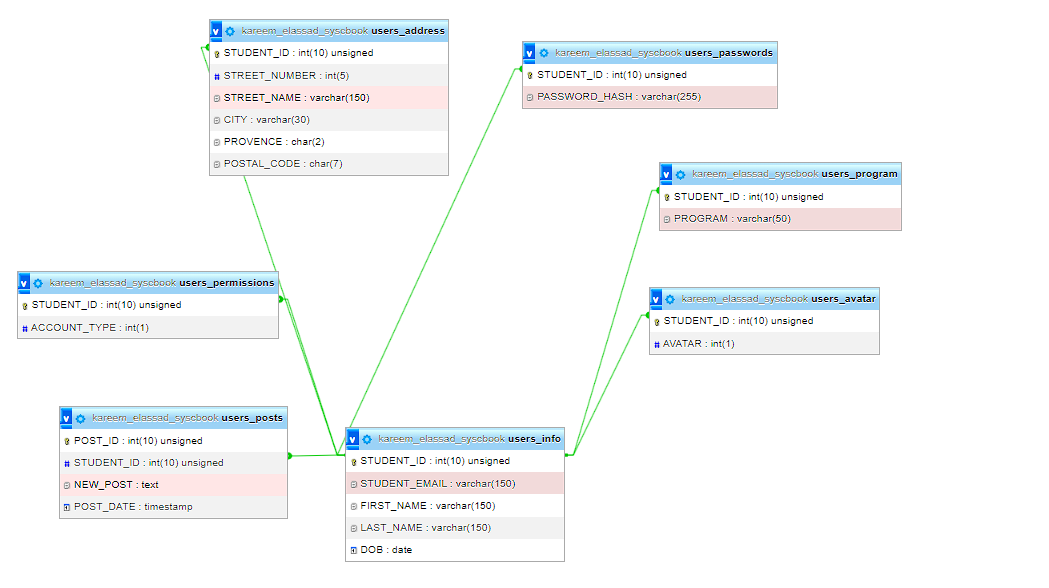 v kareem_elassad_syscbook users_address
STUDENT_ID : int(10) unsigned
# STREET_NUMBER : int(5)
STREET_NAME : varchar(150)
CITY : varchar(30)
PROVENCE : char(2)
POSTAL_CODE : char(7)
v kareem_elassad_syscbook users_passwords
STUDENT_ID : int(10) unsigned
PASSWORD_HASH : varchar(255)
v kareem_elassad_syscbook users_program
STUDENT_ID : int(10) unsigned
PROGRAM : varchar(50)
v kareem_elassad_syscbook users_permissions
STUDENT_ID : int(10) unsigned
# ACCOUNT_TYPE : int(1)
v kareem_elassad_syscbook users_avatar
STUDENT_ID : int(10) unsigned
# AVATAR : int(1)
v kareem_elassad_syscbook users_posts
POST_ID : int(10) unsigned
# STUDENT_ID : int(10) unsigned
NEW_POST : text
POST_DATE : timestamp
v kareem_elassad_syscbook users_info
STUDENT_ID : int(10) unsigned
STUDENT_EMAIL : varchar(150)
FIRST_NAME : varchar(150)
LAST_NAME : varchar(150)
DOB : date